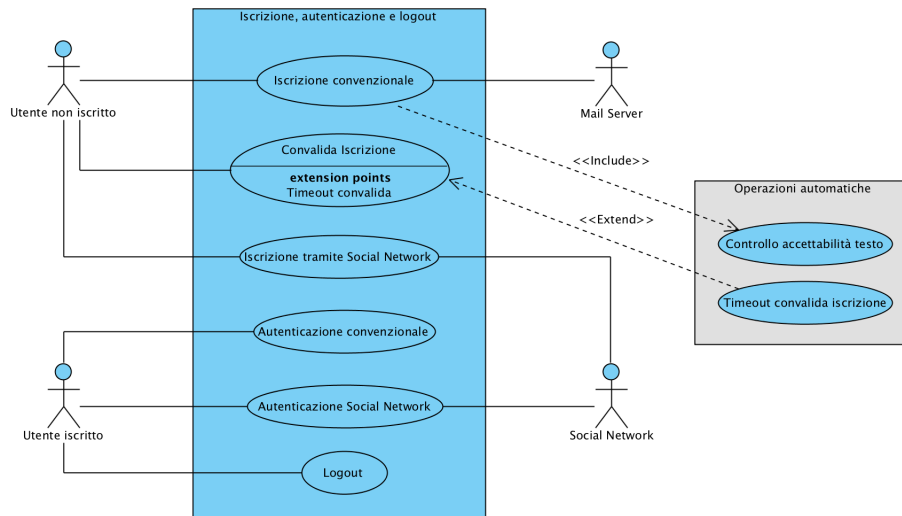 Iscrizione, autenticazione e logout
Utente non iscritto
Iscrizione convenzionale
Mail Server
Convalida Iscrizione
extension points
Timeout convalida
<<Include>>
<<Extend>>
Operazioni automatiche
Controllo accettabilità testo
Timeout convalida iscrizione
Iscrizione tramite Social Network
Autenticazione convenzionale
Utente iscritto
Autenticazione Social Network
Social Network
Logout